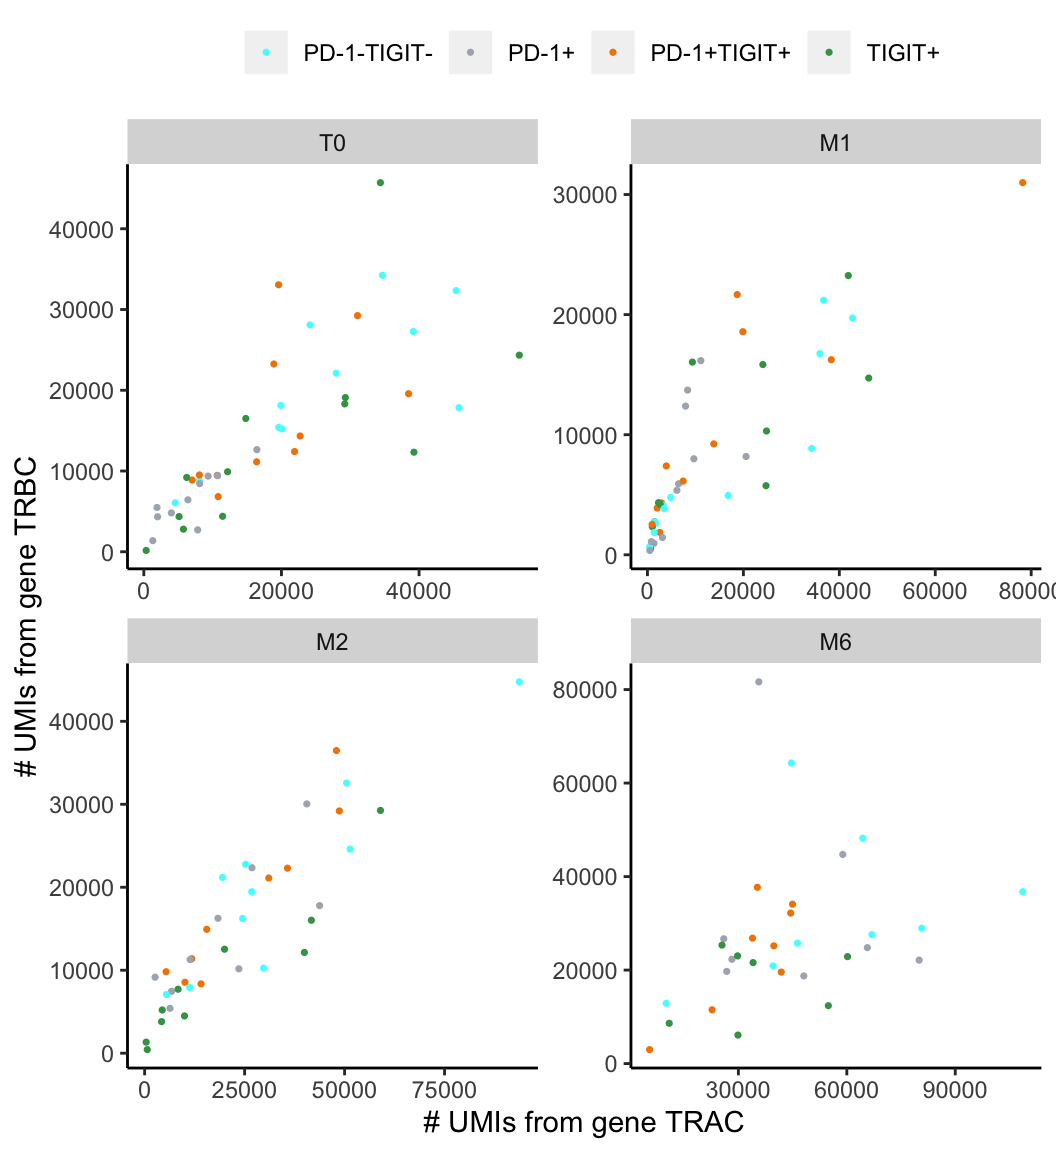 PD-1-TIGIT- PD-1+ PD-1+TIGIT+ TIGIT+
T0 M1
40000
30000
20000
10000
0
0 20000 40000
30000
20000
10000
0
0 20000 40000 60000 80000
M2 M6
40000
30000
20000
10000
0
0 25000 50000 75000
80000
60000
40000
20000
0
30000 60000 90000
# UMIs from gene TRBC
# UMIs from gene TRAC